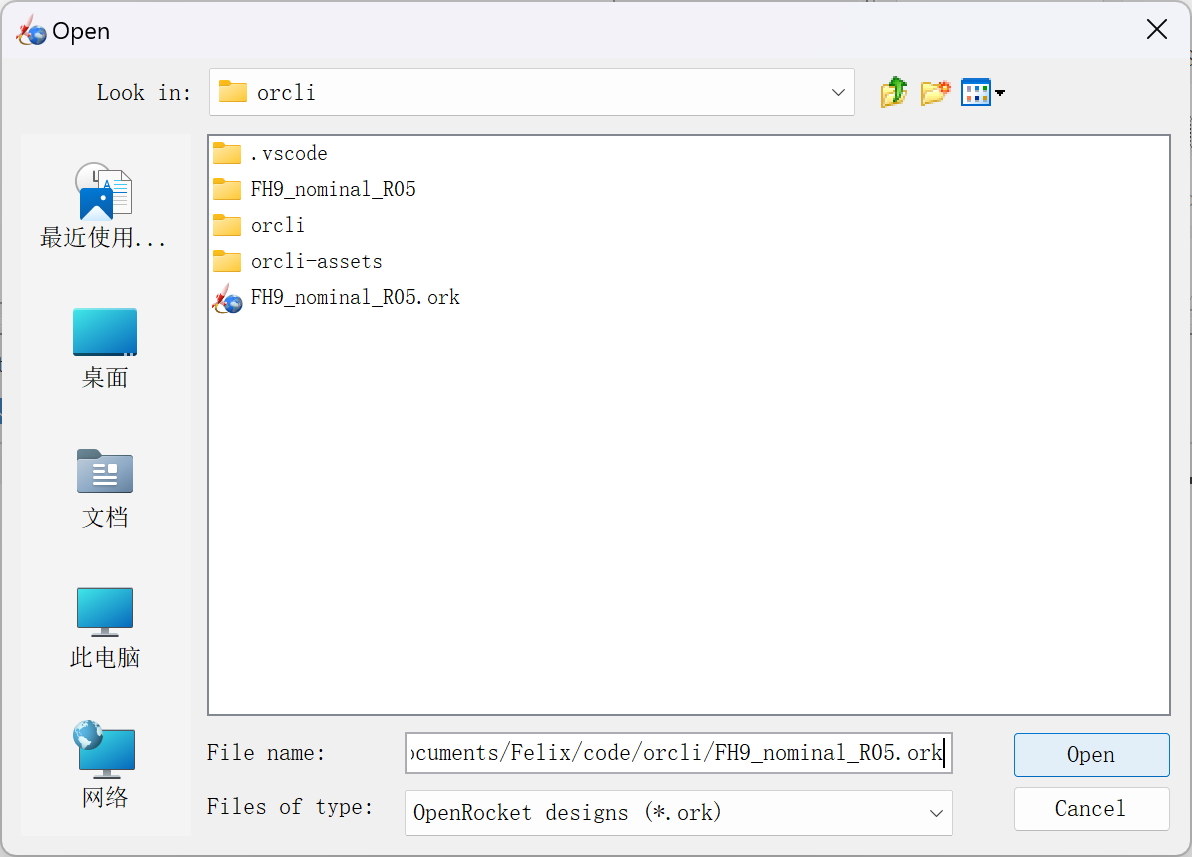 Open
Look in:
orcli
.vscode
FH9_nominal_R05
orcli
orcli-assets
FH9_nominal_R05.ork
最近使用...
桌面
文档
此电脑
网络
File name:
ocuments/Felix/code/orcli/FH9_nominal_R05.ork
Open
Files of type:
OpenRocket designs (*.ork)
Cancel